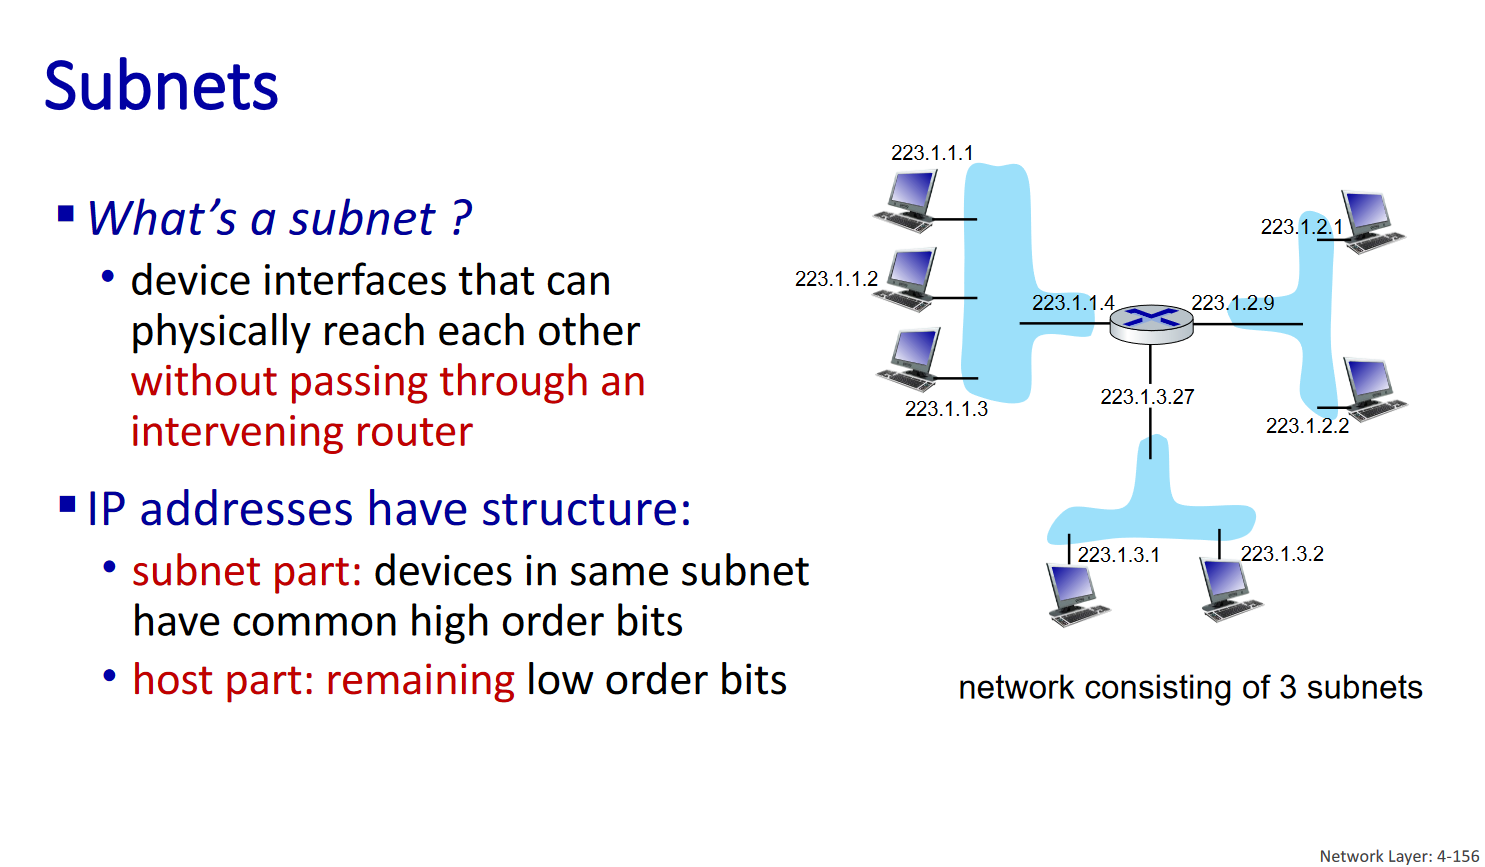 Subnets
▪ What's a subnet ?
• device interfaces that can
physically reach each other
without passing through an
intervening router
▪ IP addresses have structure:
• subnet part: devices in same subnet
have common high order bits
• host part: remaining low order bits
223.1.1.1
223.1.1.2
223.1.1.3
223.1.1.4
223.1.2.9
223.1.2.1
223.1.2.2
223.1.3.27
223.1.3.1
223.1.3.2
network consisting of 3 subnets
Network Layer: 4-156